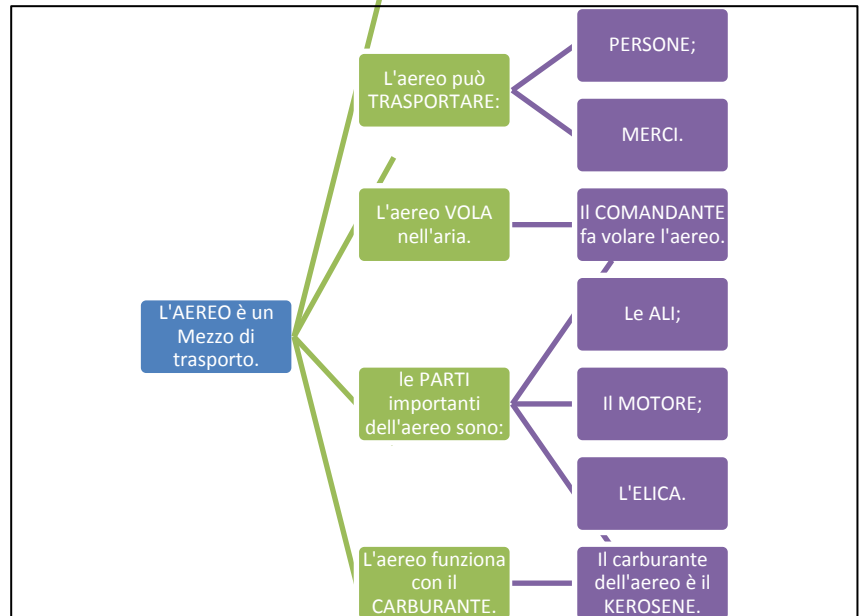 L'AEREO è un
Mezzo di
trasporto.
L'aereo può
TRASPORTARE:
PERSONE;
MERCI.
L'aereo VOLA
nell'aria.
Il COMANDANTE
fa volare l'aereo.
le PARTI
importanti
dell'aereo sono:
Le ALI;
Il MOTORE;
L'ELICA.
L'aereo funziona
con il
CARBURANTE.
Il carburante
dell'aereo è il
KEROSENE.